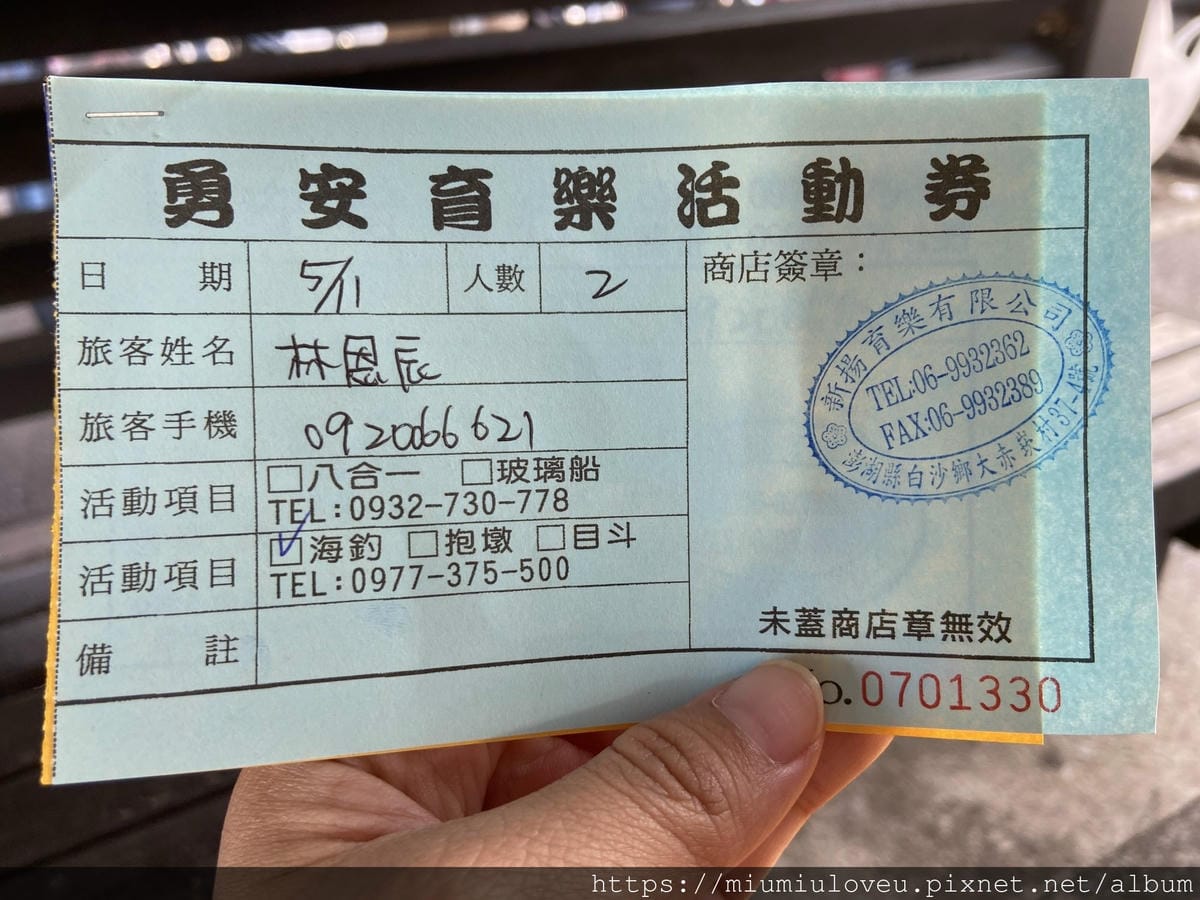 勇安育樂活動券
日期 5/11 人數 2
商店簽章：
旅客姓名 林恩辰
旅客手機 0920066621
活動項目 □八合一 □玻璃船
TEL:0932-730-778
活動項目 ☑海釣 □抱墩 □目斗
TEL:0977-375-500
備註
新揚育樂有限公司
TEL:06-9932362
FAX:06-9932389
澎湖縣白沙鄉大赤崁村37-4號
未蓋商店章無效
No.0701330
https://miumiuloveu.pixnet.net/album